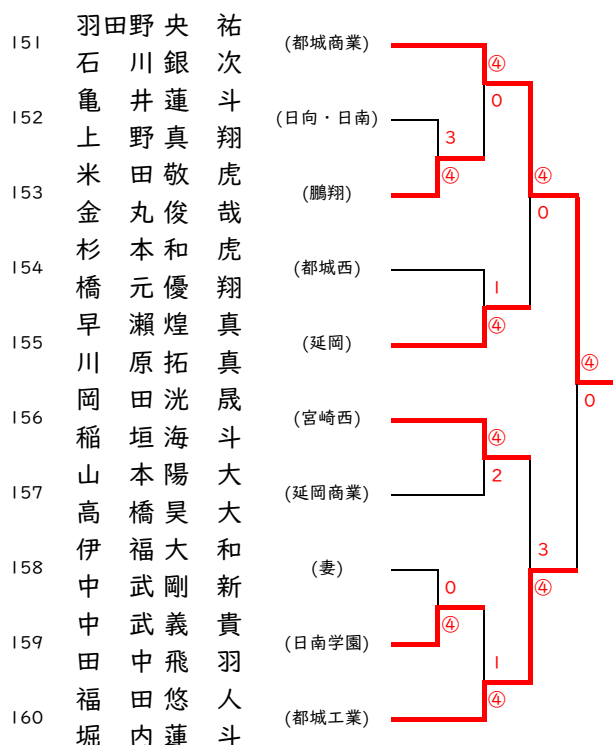 羽田野 央 祐
151 (都城商業)
石 川 銀 次
④
0
亀 井 蓮 斗
152 (日向・日南)
上 野 真 翔
3
④
米 田 敬 虎
153 (鵬翔)
金 丸 俊 哉
④
0
杉 本 和 虎
154 (都城西)
橋 元 優 翔
1
④
早 瀬 煌 真
155 (延岡)
川 原 拓 真
④
0
岡 田 洸 晟
156 (宮崎西)
稲 垣 海 斗
④
2
山 本 陽 大
157 (延岡商業)
高 橋 昊 大
伊 福 大 和
3
④
158 (妻)
中 武 剛 新
0
④
中 武 義 貴
159 (日南学園)
田 中 飛 羽
1
④
福 田 悠 人
160 (都城工業)
堀 内 蓮 斗